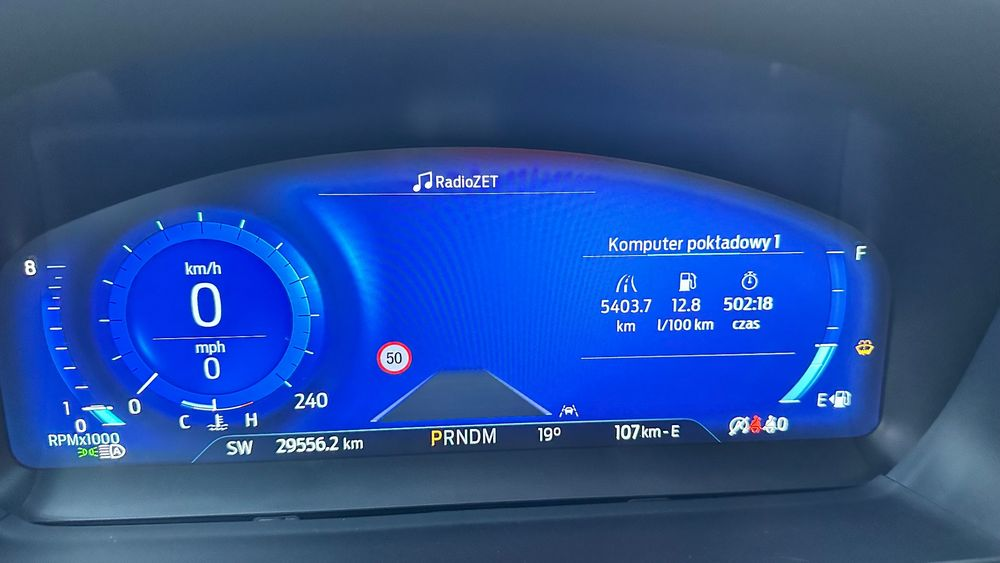 RadioZET
8
km/h
0
mph
0
0
240
C H
1
0
RPMx1000
A
50
Komputer pokładowy 1
5403.7 12.8 502:18
km l/100 km czas
F
E
SW 29556.2 km PRNDM 19° 107 km - E
0